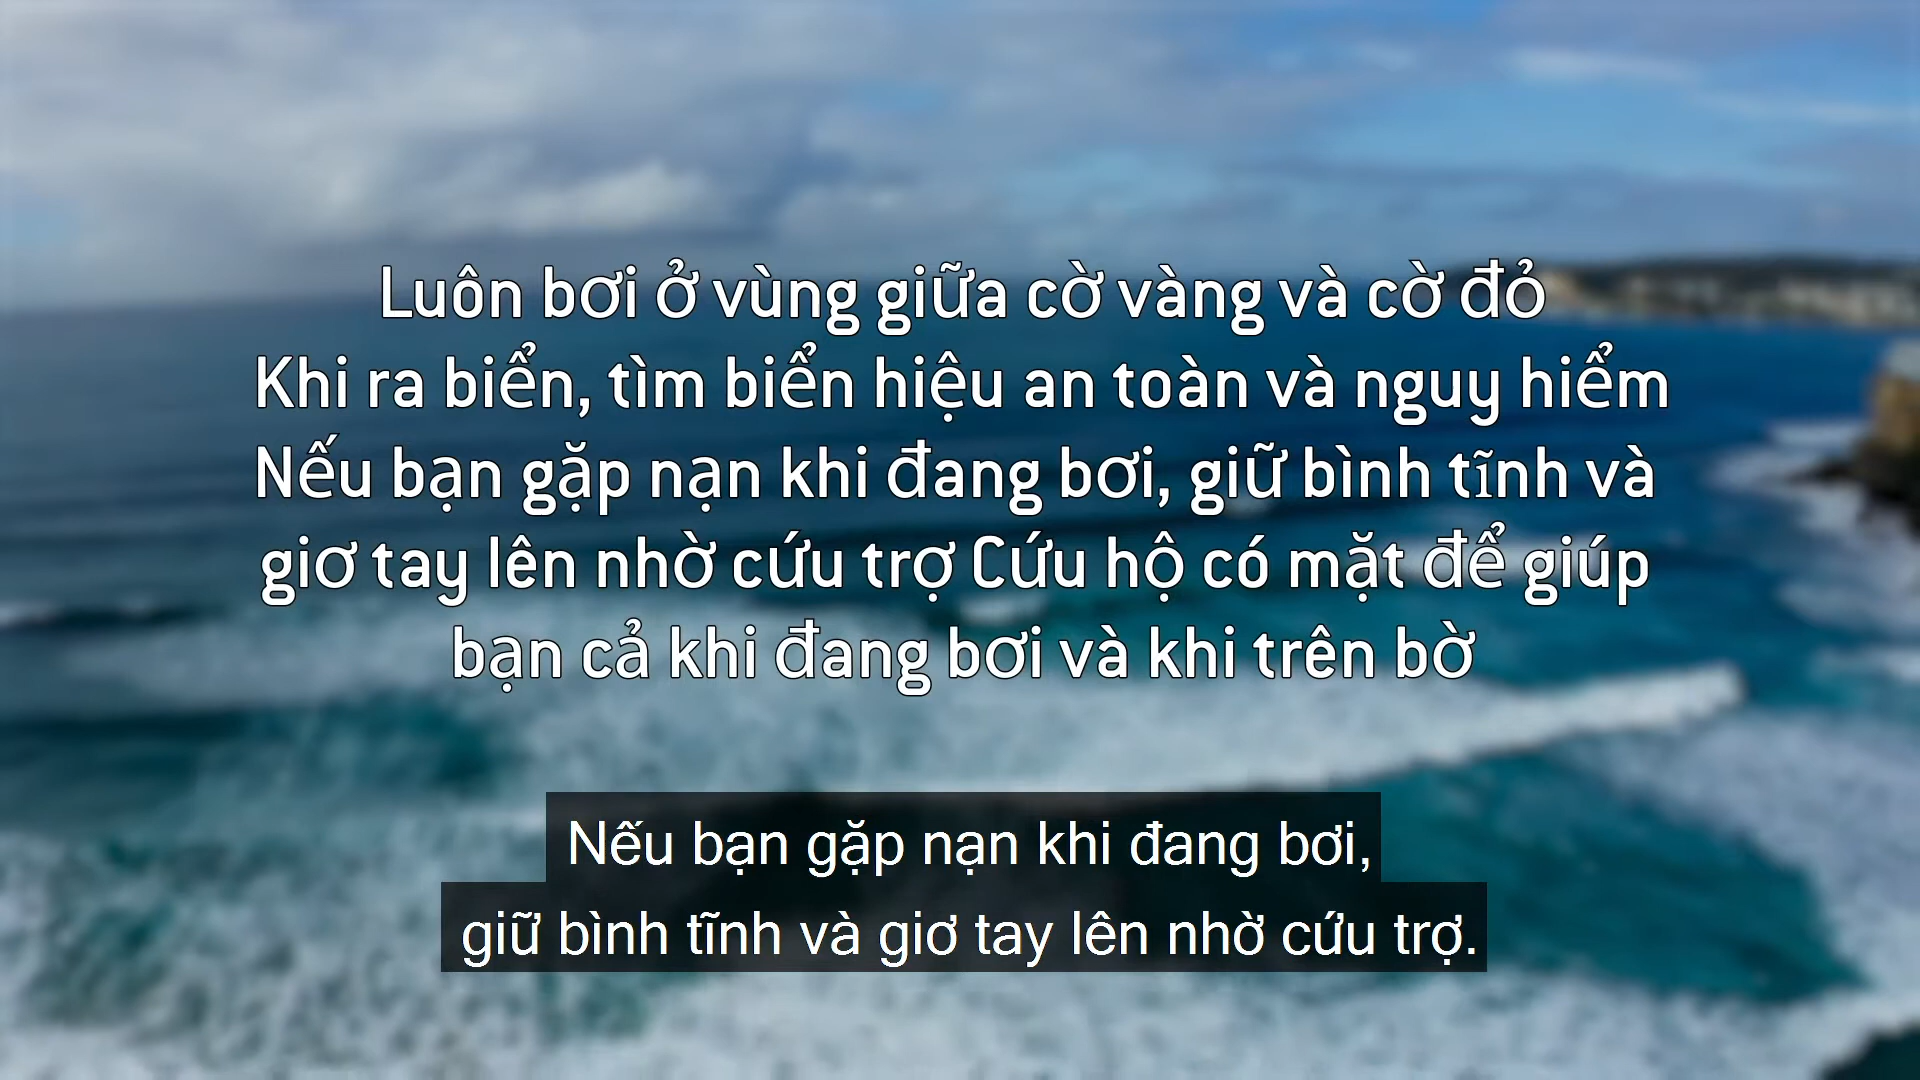 Luôn bơi ở vùng giữa cờ vàng và cờ đỏ
Khi ra biển, tìm biển hiệu an toàn và nguy hiểm
Nếu bạn gặp nạn khi đang bơi, giữ bình tĩnh và
giơ tay lên nhờ cứu trợ Cứu hộ có mặt để giúp
bạn cả khi đang bơi và khi trên bờ
Nếu bạn gặp nạn khi đang bơi,
giữ bình tĩnh và giơ tay lên nhờ cứu trợ.